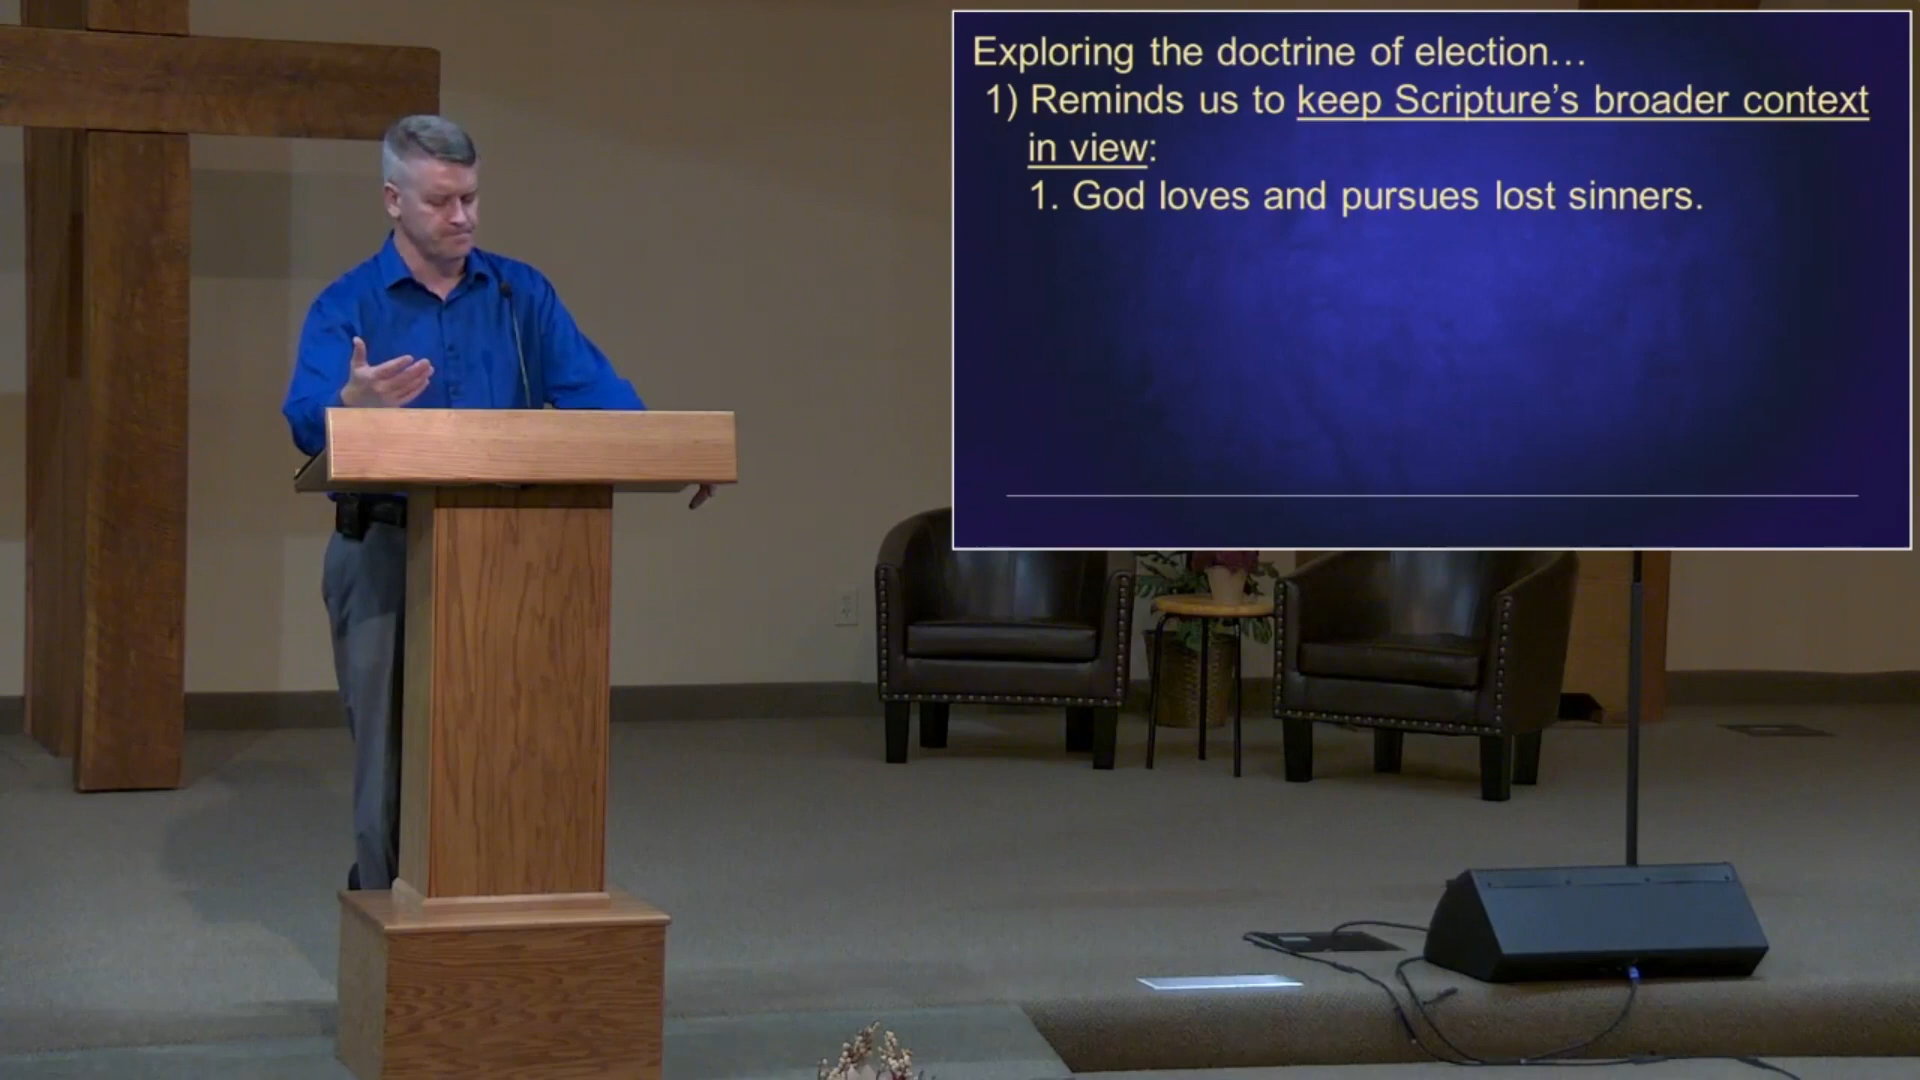 Exploring the doctrine of election…
1) Reminds us to keep Scripture’s broader context
in view:
1. God loves and pursues lost sinners.